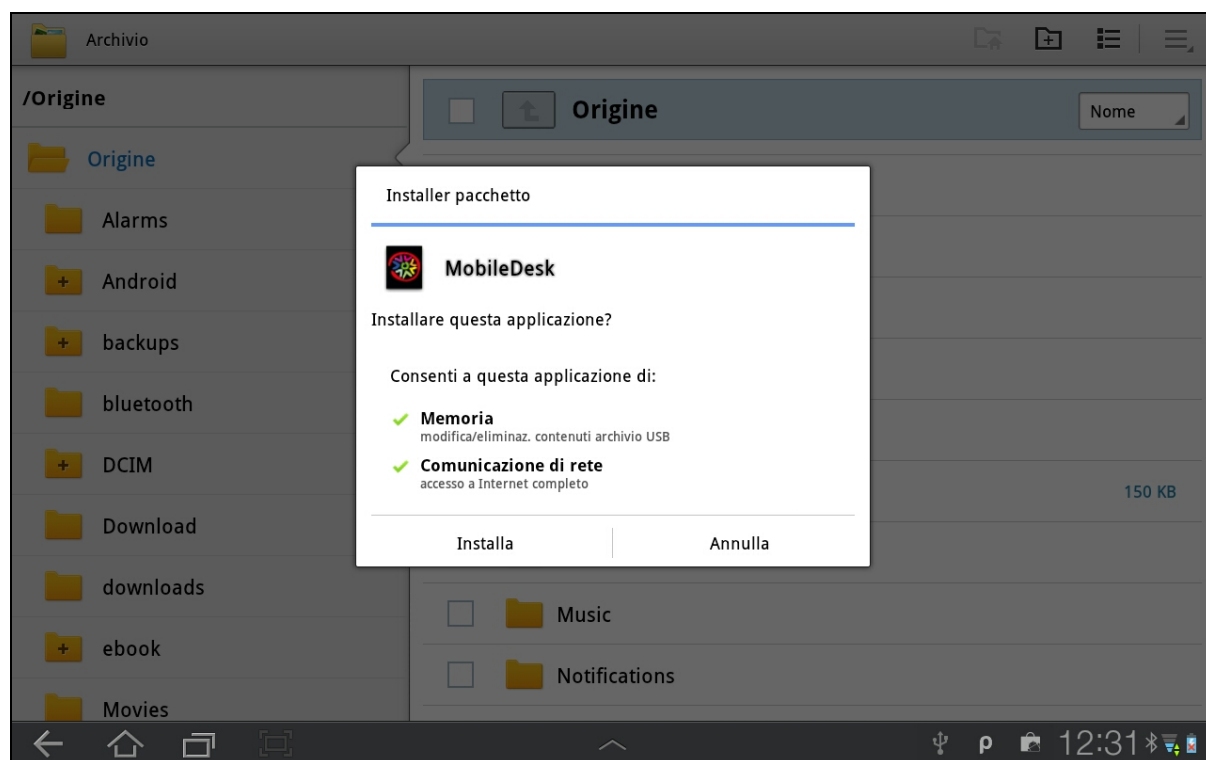 Archivio
/Origine
Origine
Nome
Origine
Alarms
Android
backups
bluetooth
DCIM
Download
downloads
ebook
Movies
Installer pacchetto
MobileDesk
Installare questa applicazione?
Consenti a questa applicazione di:
Memoria
modifica/eliminaz. contenuti archivio USB
Comunicazione di rete
accesso a Internet completo
Installa
Annulla
150 KB
Music
Notifications
12:31